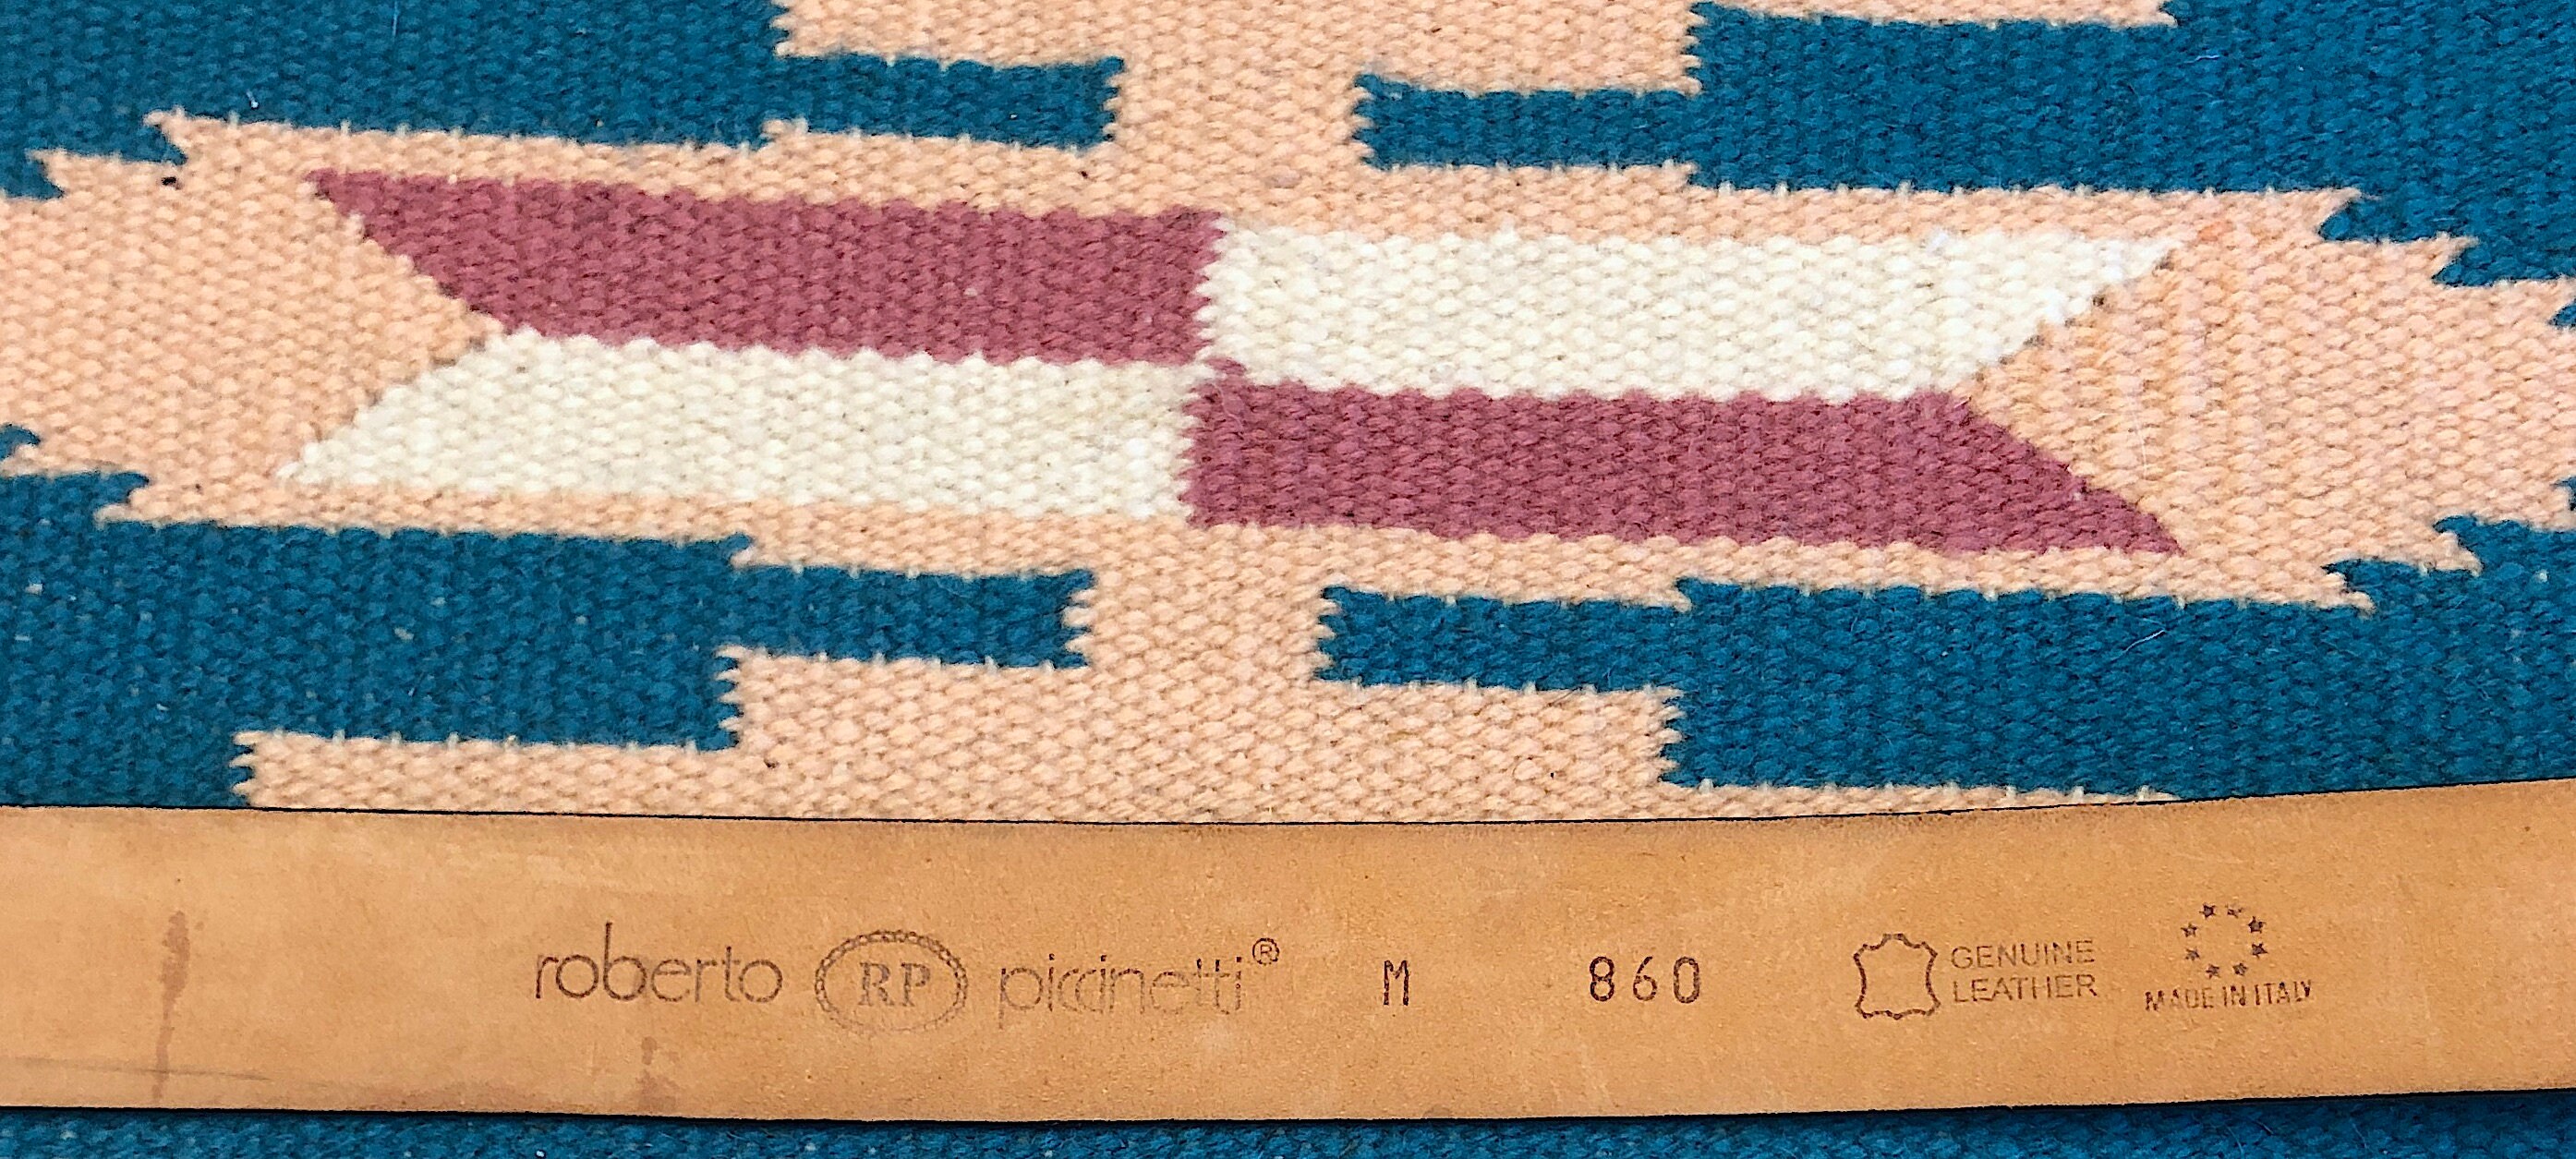 roberto RP piccinetti® M 860
GENUINE
LEATHER
MADE IN ITALY